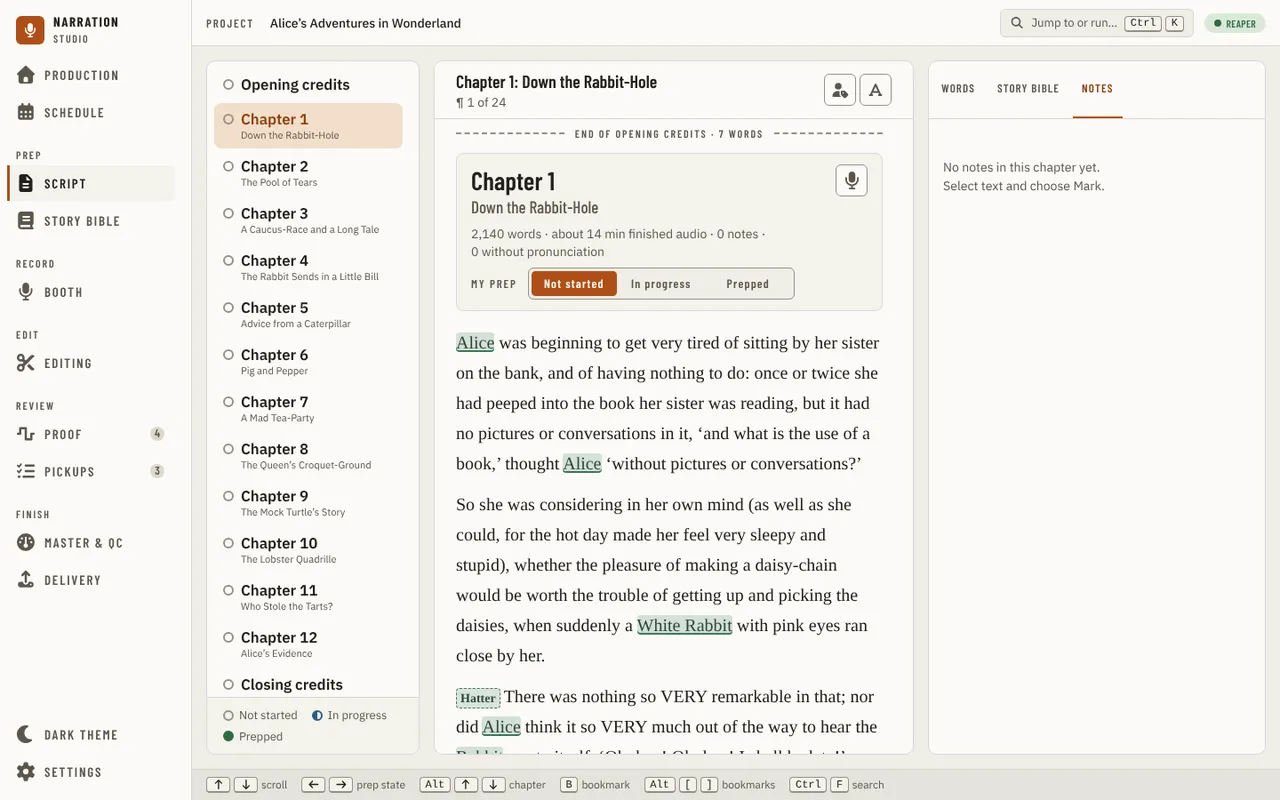 NARRATION
STUDIO
PRODUCTION
SCHEDULE
PREP
SCRIPT
STORY BIBLE
RECORD
BOOTH
EDIT
EDITING
REVIEW
PROOF 4
PICKUPS 3
FINISH
MASTER & QC
DELIVERY
DARK THEME
SETTINGS
PROJECT Alice’s Adventures in Wonderland
Jump to or run... Ctrl K
REAPER
Opening credits
Chapter 1
Down the Rabbit-Hole
Chapter 2
The Pool of Tears
Chapter 3
A Caucus-Race and a Long Tale
Chapter 4
The Rabbit Sends in a Little Bill
Chapter 5
Advice from a Caterpillar
Chapter 6
Pig and Pepper
Chapter 7
A Mad Tea-Party
Chapter 8
The Queen’s Croquet-Ground
Chapter 9
The Mock Turtle’s Story
Chapter 10
The Lobster Quadrille
Chapter 11
Who Stole the Tarts?
Chapter 12
Alice’s Evidence
Closing credits
Not started In progress
Prepped
Chapter 1: Down the Rabbit-Hole
¶ 1 of 24
A
END OF OPENING CREDITS · 7 WORDS
Chapter 1
Down the Rabbit-Hole
2,140 words · about 14 min finished audio · 0 notes ·
0 without pronunciation
MY PREP Not started In progress Prepped
Alice was beginning to get very tired of sitting by her sister
on the bank, and of having nothing to do: once or twice she
had peeped into the book her sister was reading, but it had
no pictures or conversations in it, ‘and what is the use of a
book,’ thought Alice ‘without pictures or conversations?’
So she was considering in her own mind (as well as she
could, for the hot day made her feel very sleepy and
stupid), whether the pleasure of making a daisy-chain
would be worth the trouble of getting up and picking the
daisies, when suddenly a White Rabbit with pink eyes ran
close by her.
Hatter There was nothing so VERY remarkable in that; nor
did Alice think it so VERY much out of the way to hear the
WORDS STORY BIBLE NOTES
No notes in this chapter yet.
Select text and choose Mark.
↑ ↓ scroll ← → prep state Alt ↑ ↓ chapter B bookmark Alt [ ] bookmarks Ctrl F search